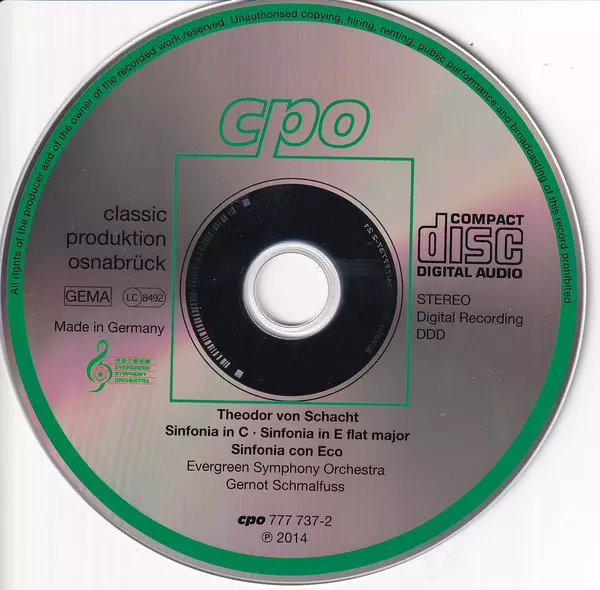 All rights of the producer and of the owner of the recorded work reserved. Unauthorised copying, hiring, renting, public performance and broadcasting of this record prohibited.
cpo
classic
produktion
osnabrück
GEMA LC 8492
Made in Germany
EVERGREEN
SYMPHONY
ORCHESTRA
COMPACT
disc
DIGITAL AUDIO
STEREO
Digital Recording
DDD
Theodor von Schacht
Sinfonia in C · Sinfonia in E flat major
Sinfonia con Eco
Evergreen Symphony Orchestra
Gernot Schmalfuss
cpo 777 737-2
℗ 2014